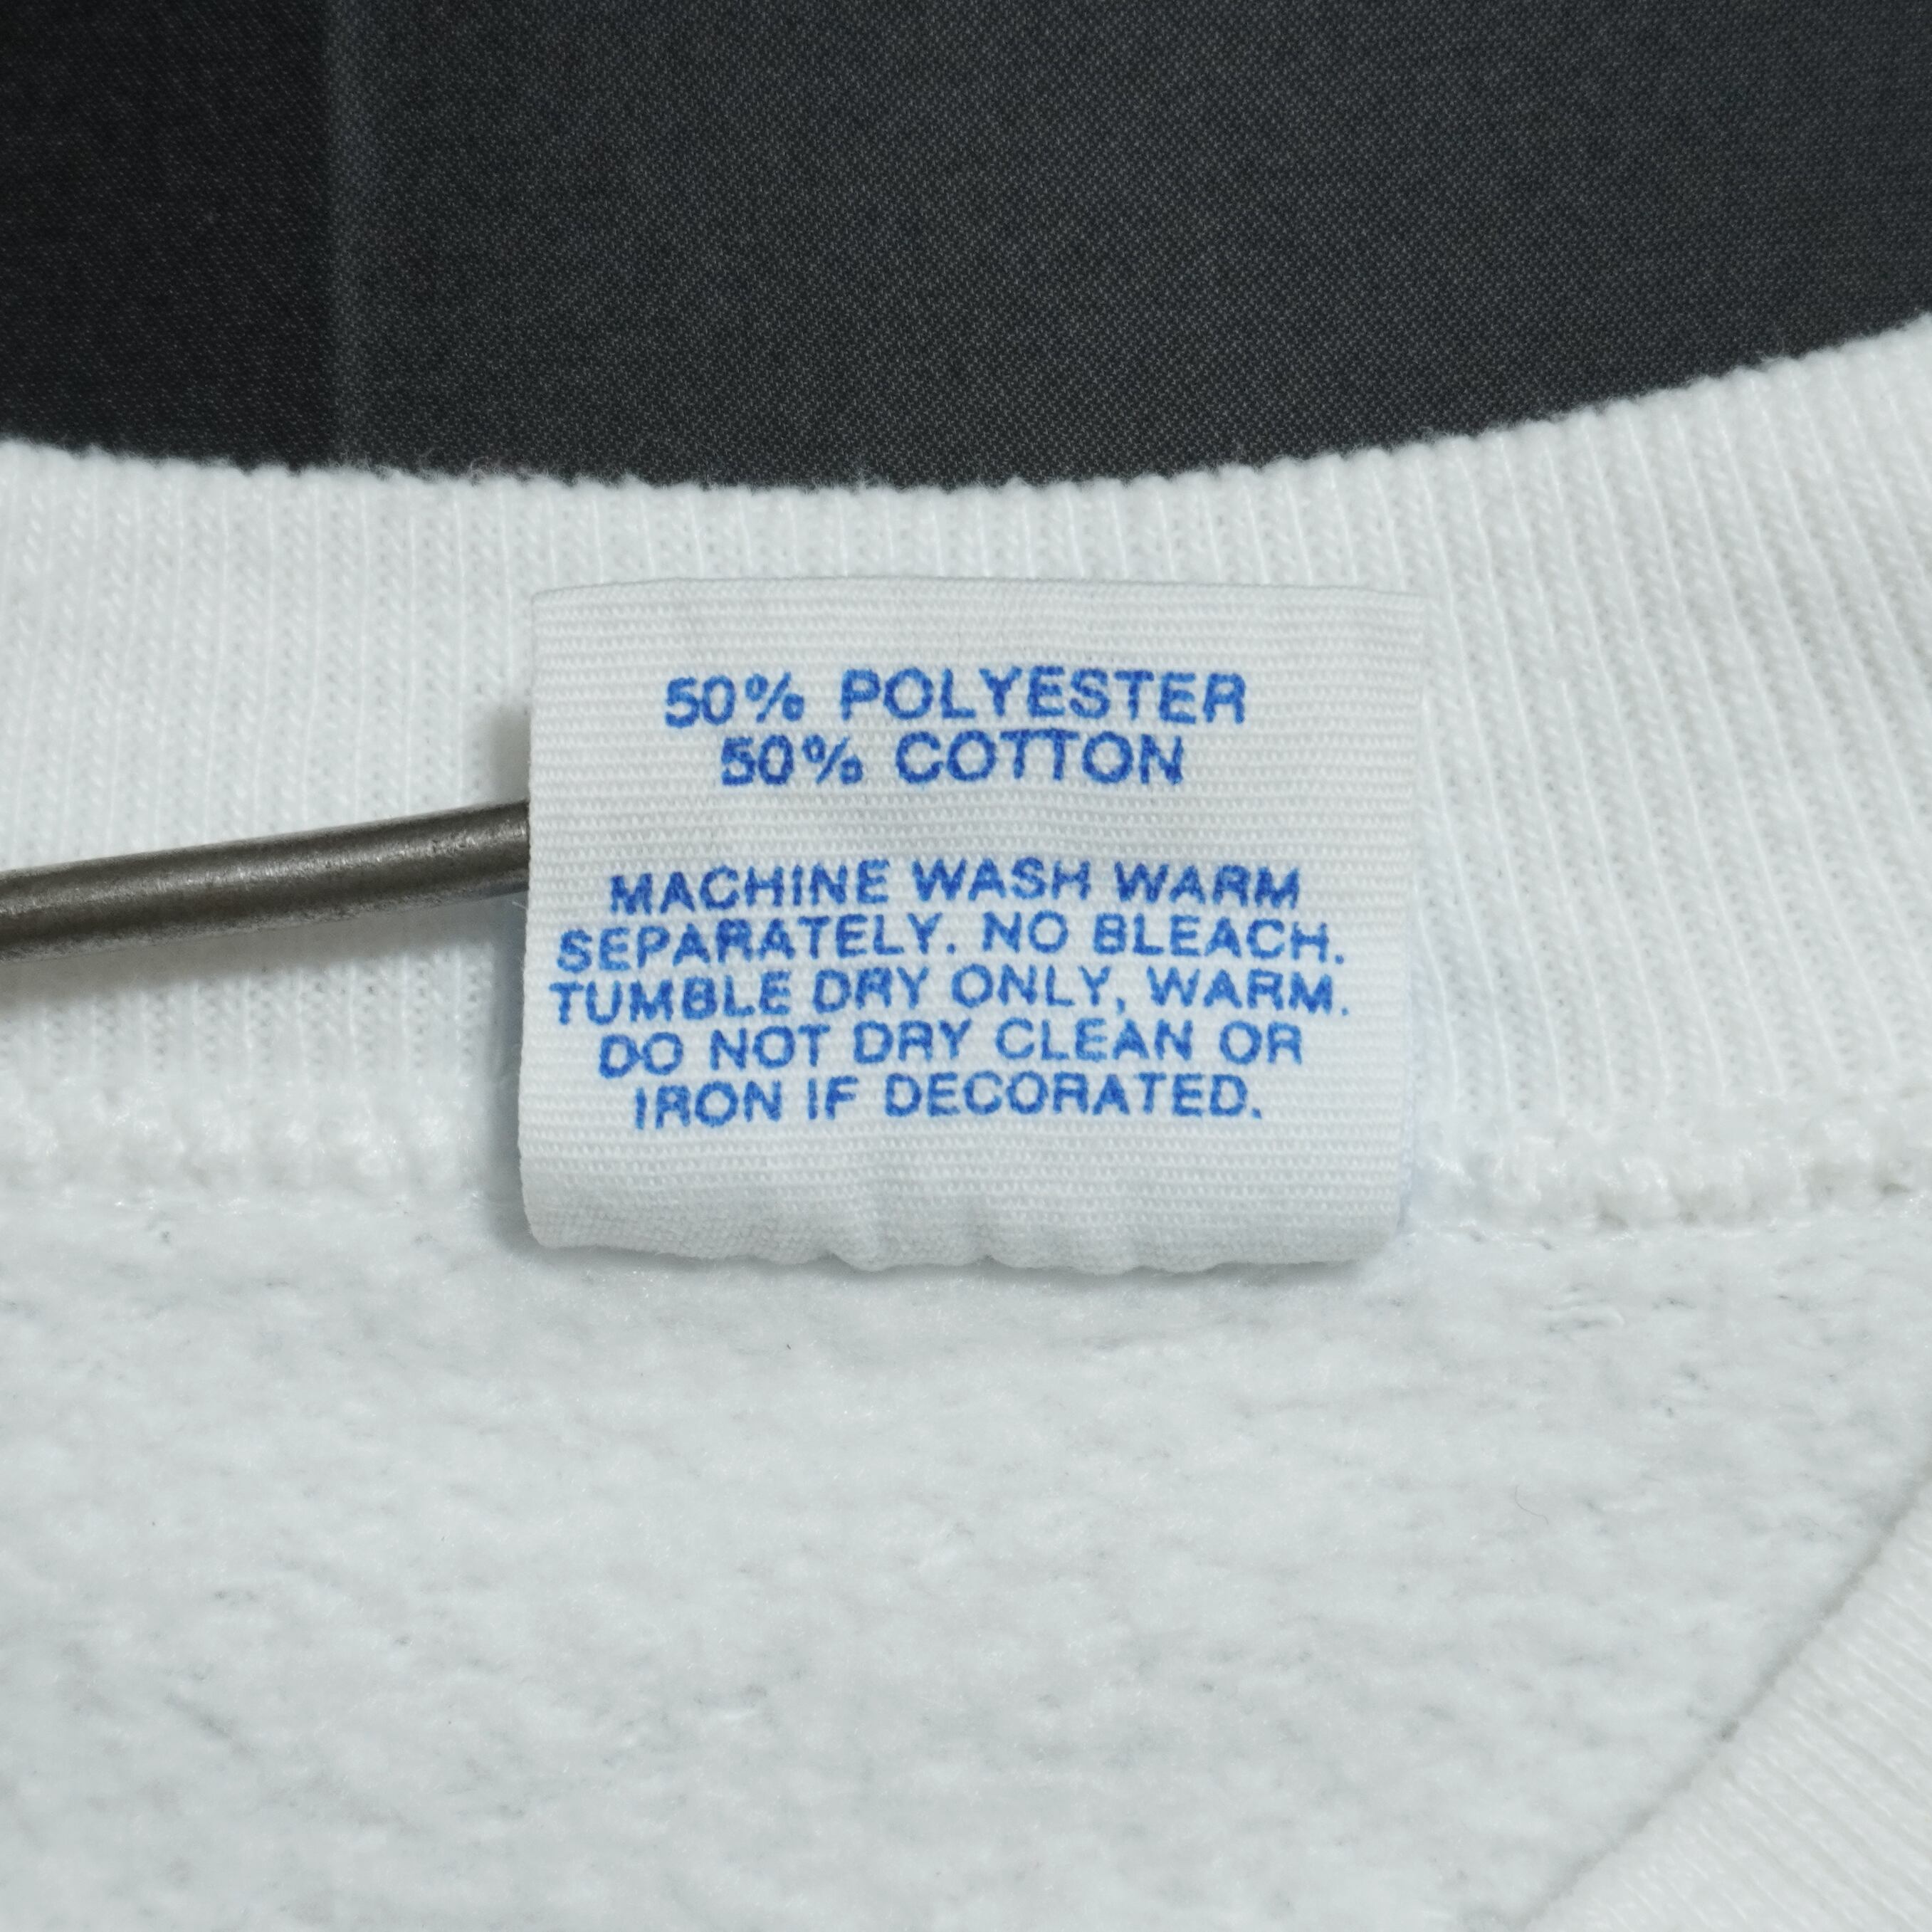 50% POLYESTER
50% COTTON
MACHINE WASH WARM
SEPARATELY. NO BLEACH.
TUMBLE DRY ONLY, WARM.
DO NOT DRY CLEAN OR
IRON IF DECORATED.